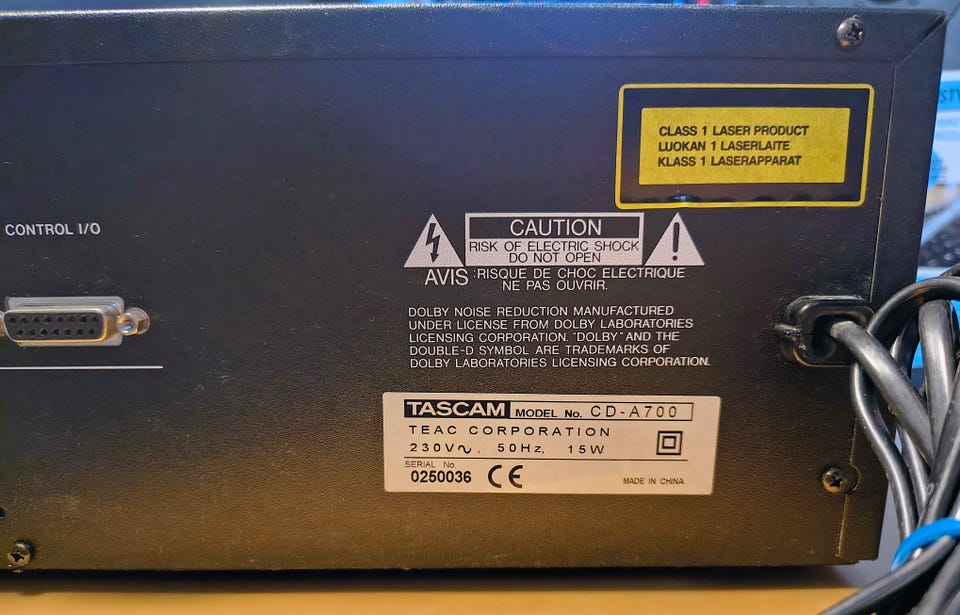 CLASS 1 LASER PRODUCT
LUOKAN 1 LASERLAITE
KLASS 1 LASERAPPARAT
CONTROL I/O
CAUTION
RISK OF ELECTRIC SHOCK
DO NOT OPEN
AVIS :RISQUE DE CHOC ELECTRIQUE
NE PAS OUVRIR.
DOLBY NOISE REDUCTION MANUFACTURED
UNDER LICENSE FROM DOLBY LABORATORIES
LICENSING CORPORATION. "DOLBY" AND THE
DOUBLE-D SYMBOL ARE TRADEMARKS OF
DOLBY LABORATORIES LICENSING CORPORATION.
TASCAM MODEL No. CD-A700
TEAC CORPORATION
230V∿, 50Hz, 15W
SERIAL No.
0250036 CE
MADE IN CHINA